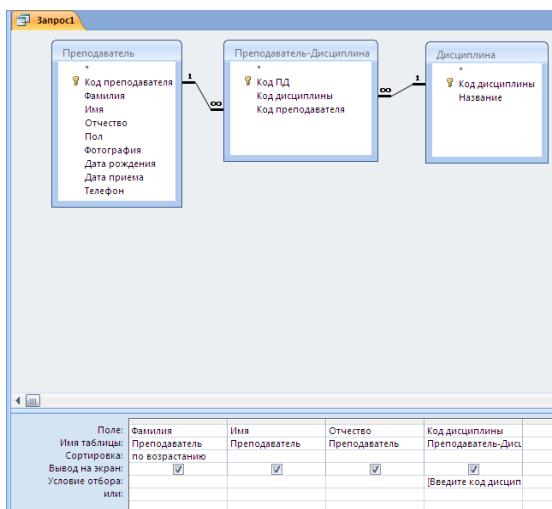 Запрос1
Преподаватель
*
Код преподавателя
Фамилия
Имя
Отчество
Пол
Фотография
Дата рождения
Дата приема
Телефон
1
∞
Преподаватель-Дисциплина
*
Код ПД
Код дисциплины
Код преподавателя
∞
1
Дисциплина
*
Код дисциплины
Название
Поле: Фамилия Имя Отчество Код дисциплины
Имя таблицы: Преподаватель Преподаватель Преподаватель Преподаватель-Дисц
Сортировка: по возрастанию
Вывод на экран:
Условие отбора: [Введите код дисцип
или: